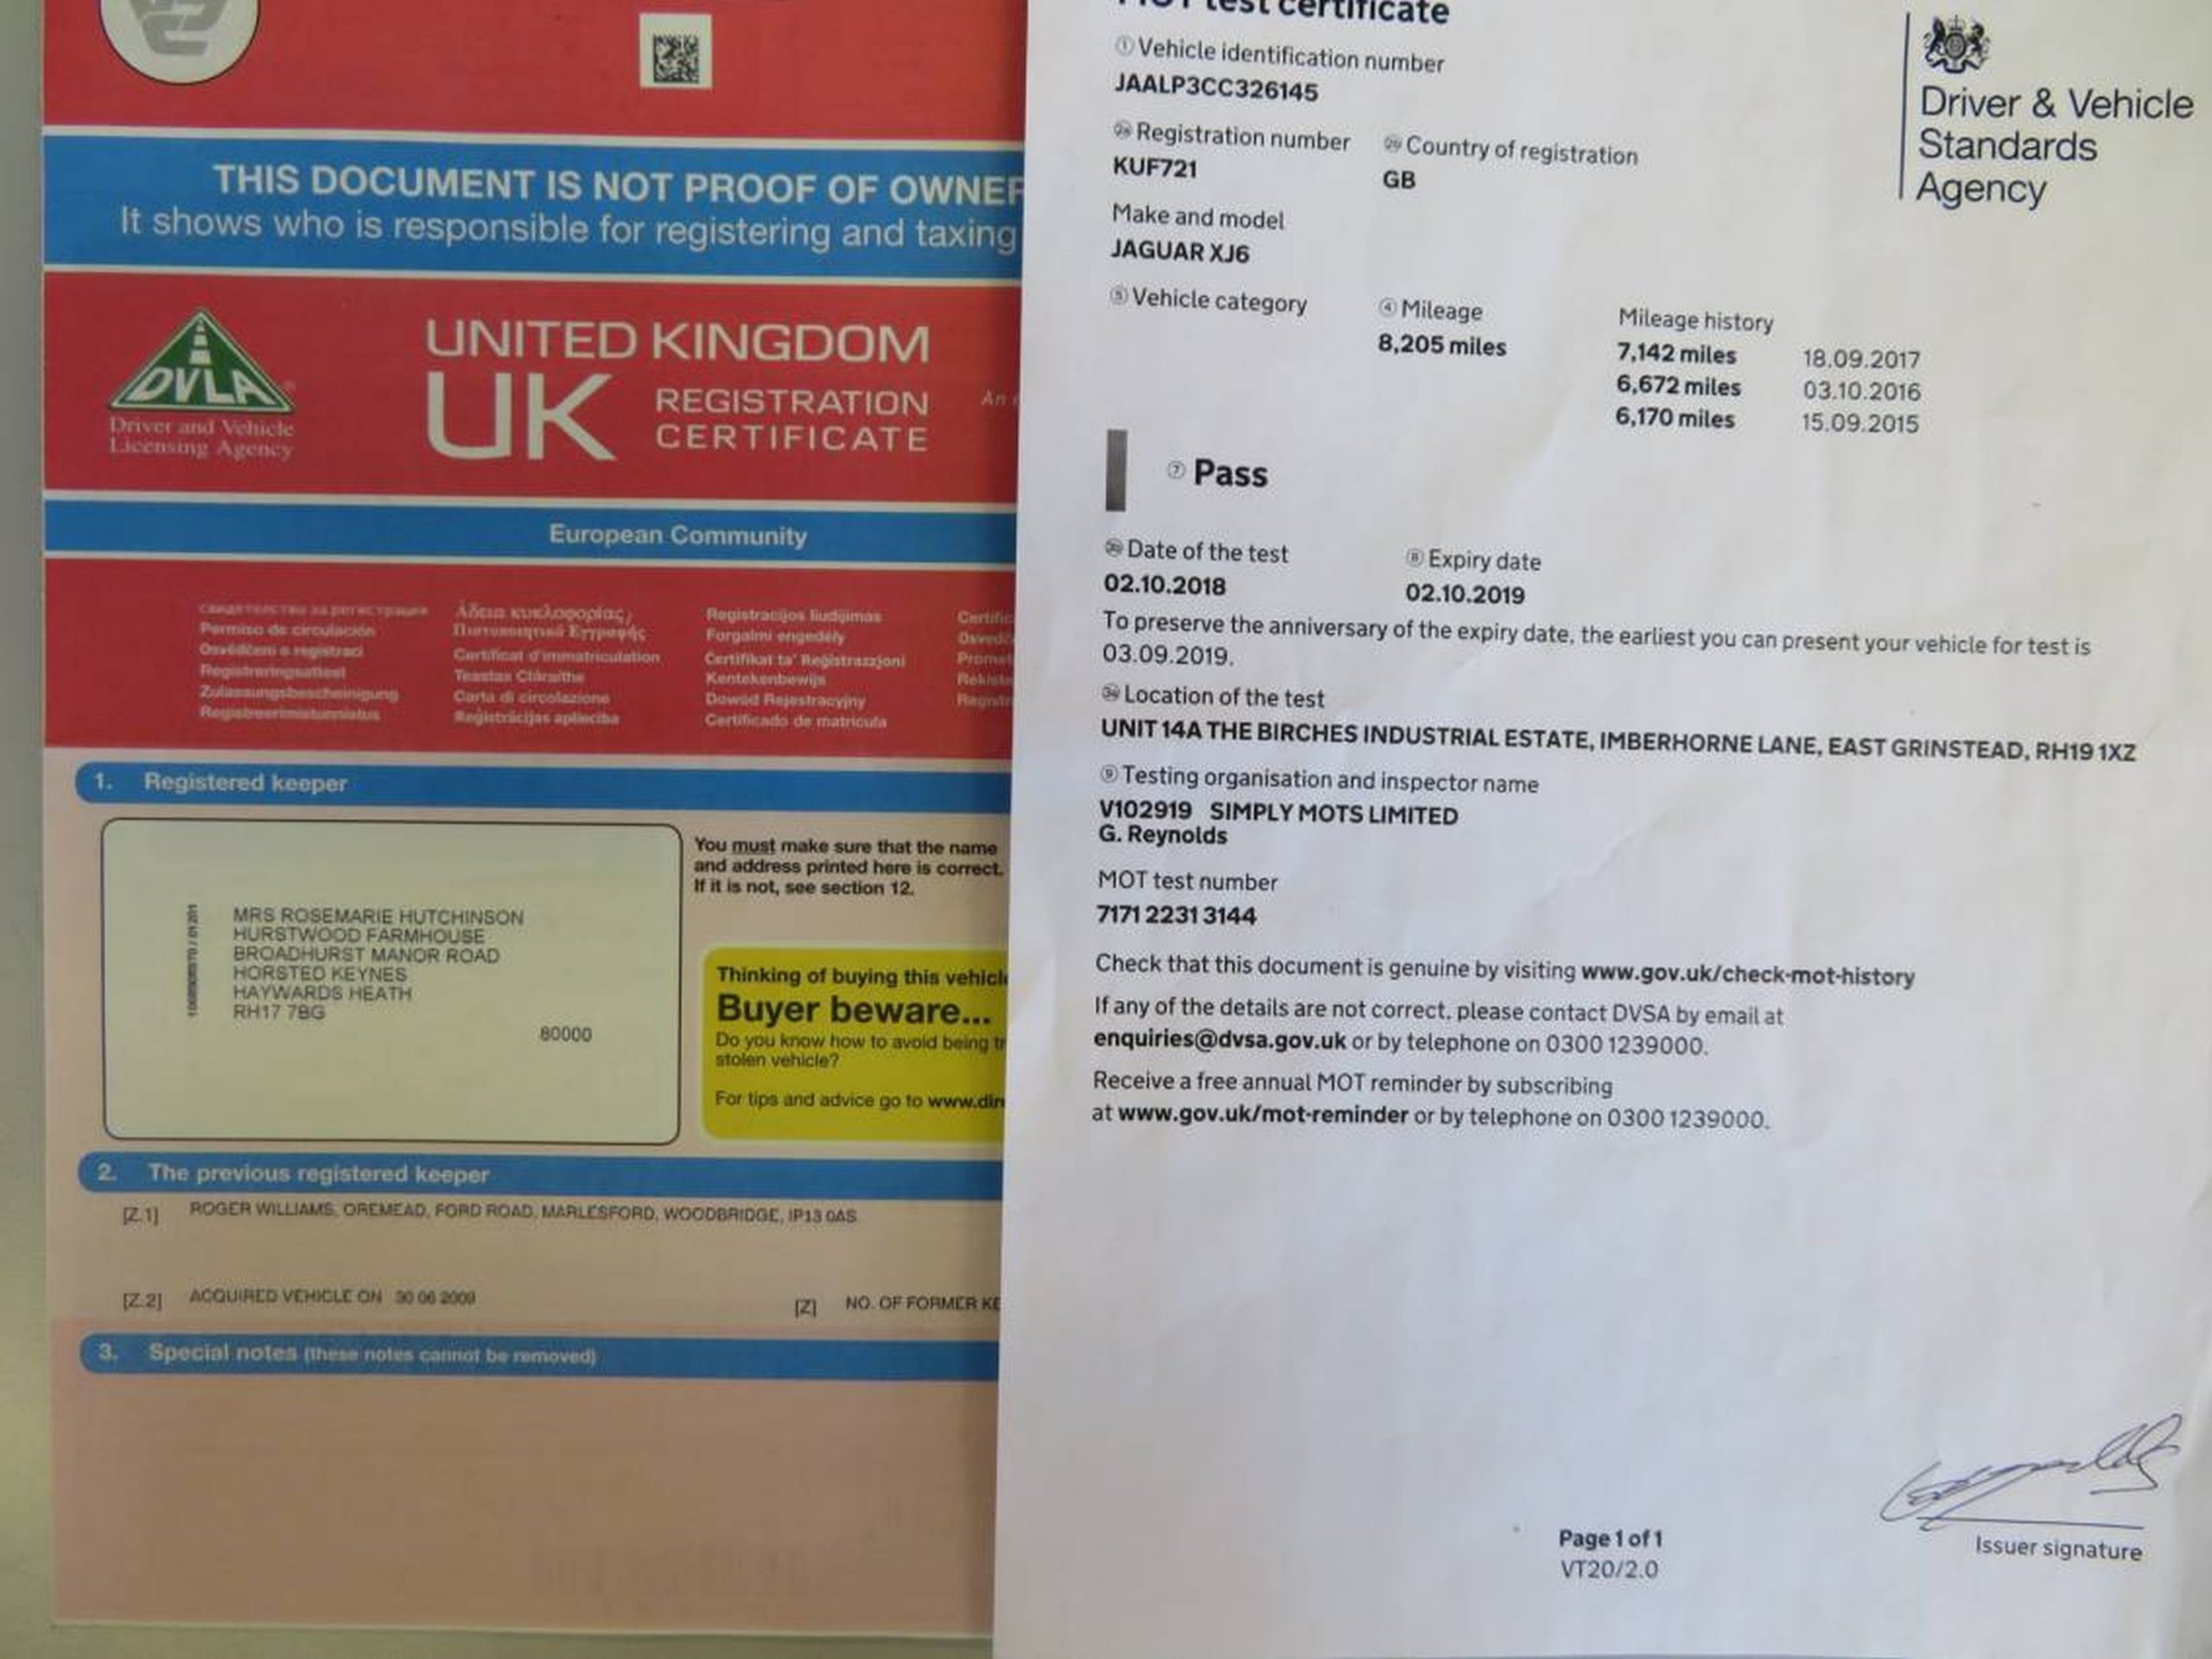 THIS DOCUMENT IS NOT PROOF OF OWNER
It shows who is responsible for registering and taxing
DVLA
Driver and Vehicle
Licensing Agency
UNITED KINGDOM
UK REGISTRATION
CERTIFICATE
An
European Community
Permiso de circulación
Osvědčení o registraci
Registreringsattest
Zulassungsbescheinigung
Registreerimistunnistus
Άδεια κυκλοφορίας/
Πιστοποιητικό Εγγραφής
Certificat d'immatriculation
Teastas Cláraithe
Carta di circolazione
Reģistrācijas apliecība
Registracijos liudijimas
Forgalmi engedély
Ċertifikat ta' Reġistrazzjoni
Kentekenbewijs
Dowód Rejestracyjny
Certificado de matrícula
1. Registered keeper
You must make sure that the name
and address printed here is correct.
If it is not, see section 12.
MRS ROSEMARIE HUTCHINSON
HURSTWOOD FARMHOUSE
BROADHURST MANOR ROAD
HORSTED KEYNES
HAYWARDS HEATH
RH17 7BG
80000
Thinking of buying this vehicle
Buyer beware...
Do you know how to avoid being
stolen vehicle?
For tips and advice go to www.dir
2. The previous registered keeper
[Z.1] ROGER WILLIAMS, OREMEAD, FORD ROAD, MARLESFORD, WOODBRIDGE, IP13 0AS
[Z.2] ACQUIRED VEHICLE ON 30 06 2009
[Z] NO. OF FORMER KE
3. Special notes (these notes cannot be removed)
MOT test certificate
① Vehicle identification number
JAALP3CC326145
Registration number
KUF721
Country of registration
GB
Make and model
JAGUAR XJ6
⑤ Vehicle category
④ Mileage
8,205 miles
Mileage history
7,142 miles 18.09.2017
6,672 miles 03.10.2016
6,170 miles 15.09.2015
⑦ Pass
Date of the test
02.10.2018
⑧ Expiry date
02.10.2019
To preserve the anniversary of the expiry date, the earliest you can present your vehicle for test is
03.09.2019.
Location of the test
UNIT 14A THE BIRCHES INDUSTRIAL ESTATE, IMBERHORNE LANE, EAST GRINSTEAD, RH19 1XZ
⑨ Testing organisation and inspector name
V102919 SIMPLY MOTS LIMITED
G. Reynolds
MOT test number
7171 2231 3144
Check that this document is genuine by visiting www.gov.uk/check-mot-history
If any of the details are not correct, please contact DVSA by email at
enquiries@dvsa.gov.uk or by telephone on 0300 1239000.
Receive a free annual MOT reminder by subscribing
at www.gov.uk/mot-reminder or by telephone on 0300 1239000.
Driver & Vehicle
Standards
Agency
Issuer signature
Page 1 of 1
VT20/2.0